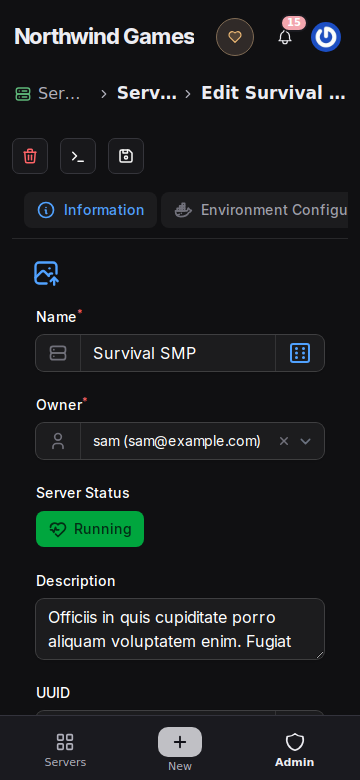 Northwind Games
15
Ser...
Serv...
Edit Survival ...
Information
Environment Configu
Name*
Survival SMP
Owner*
sam (sam@example.com)
Server Status
Running
Description
Officiis in quis cupiditate porro
aliquam voluptatem enim. Fugiat
UUID
Servers
New
Admin